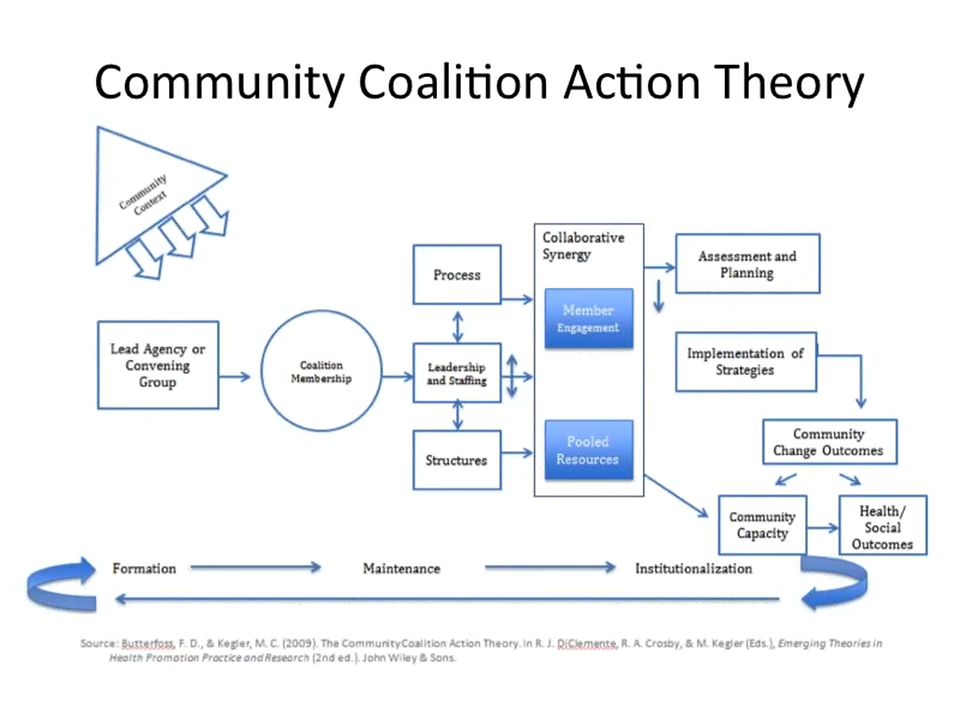 Community Coalition Action Theory
Community
Context
Lead Agency or
Convening
Group
Coalition
Membership
Process
Leadership
and Staffing
Structures
Collaborative
Synergy
Member
Engagement
Pooled
Resources
Assessment and
Planning
Implementation of
Strategies
Community
Change Outcomes
Community
Capacity
Health/
Social
Outcomes
Formation
Maintenance
Institutionalization
Source: Butterfoss, F. D., & Kegler, M. C. (2009). The CommunityCoalition Action Theory. In R. J. DiClemente, R. A. Crosby, & M. Kegler (Eds.), Emerging Theories in
Health Promotion Practice and Research (2nd ed.). John Wiley & Sons.